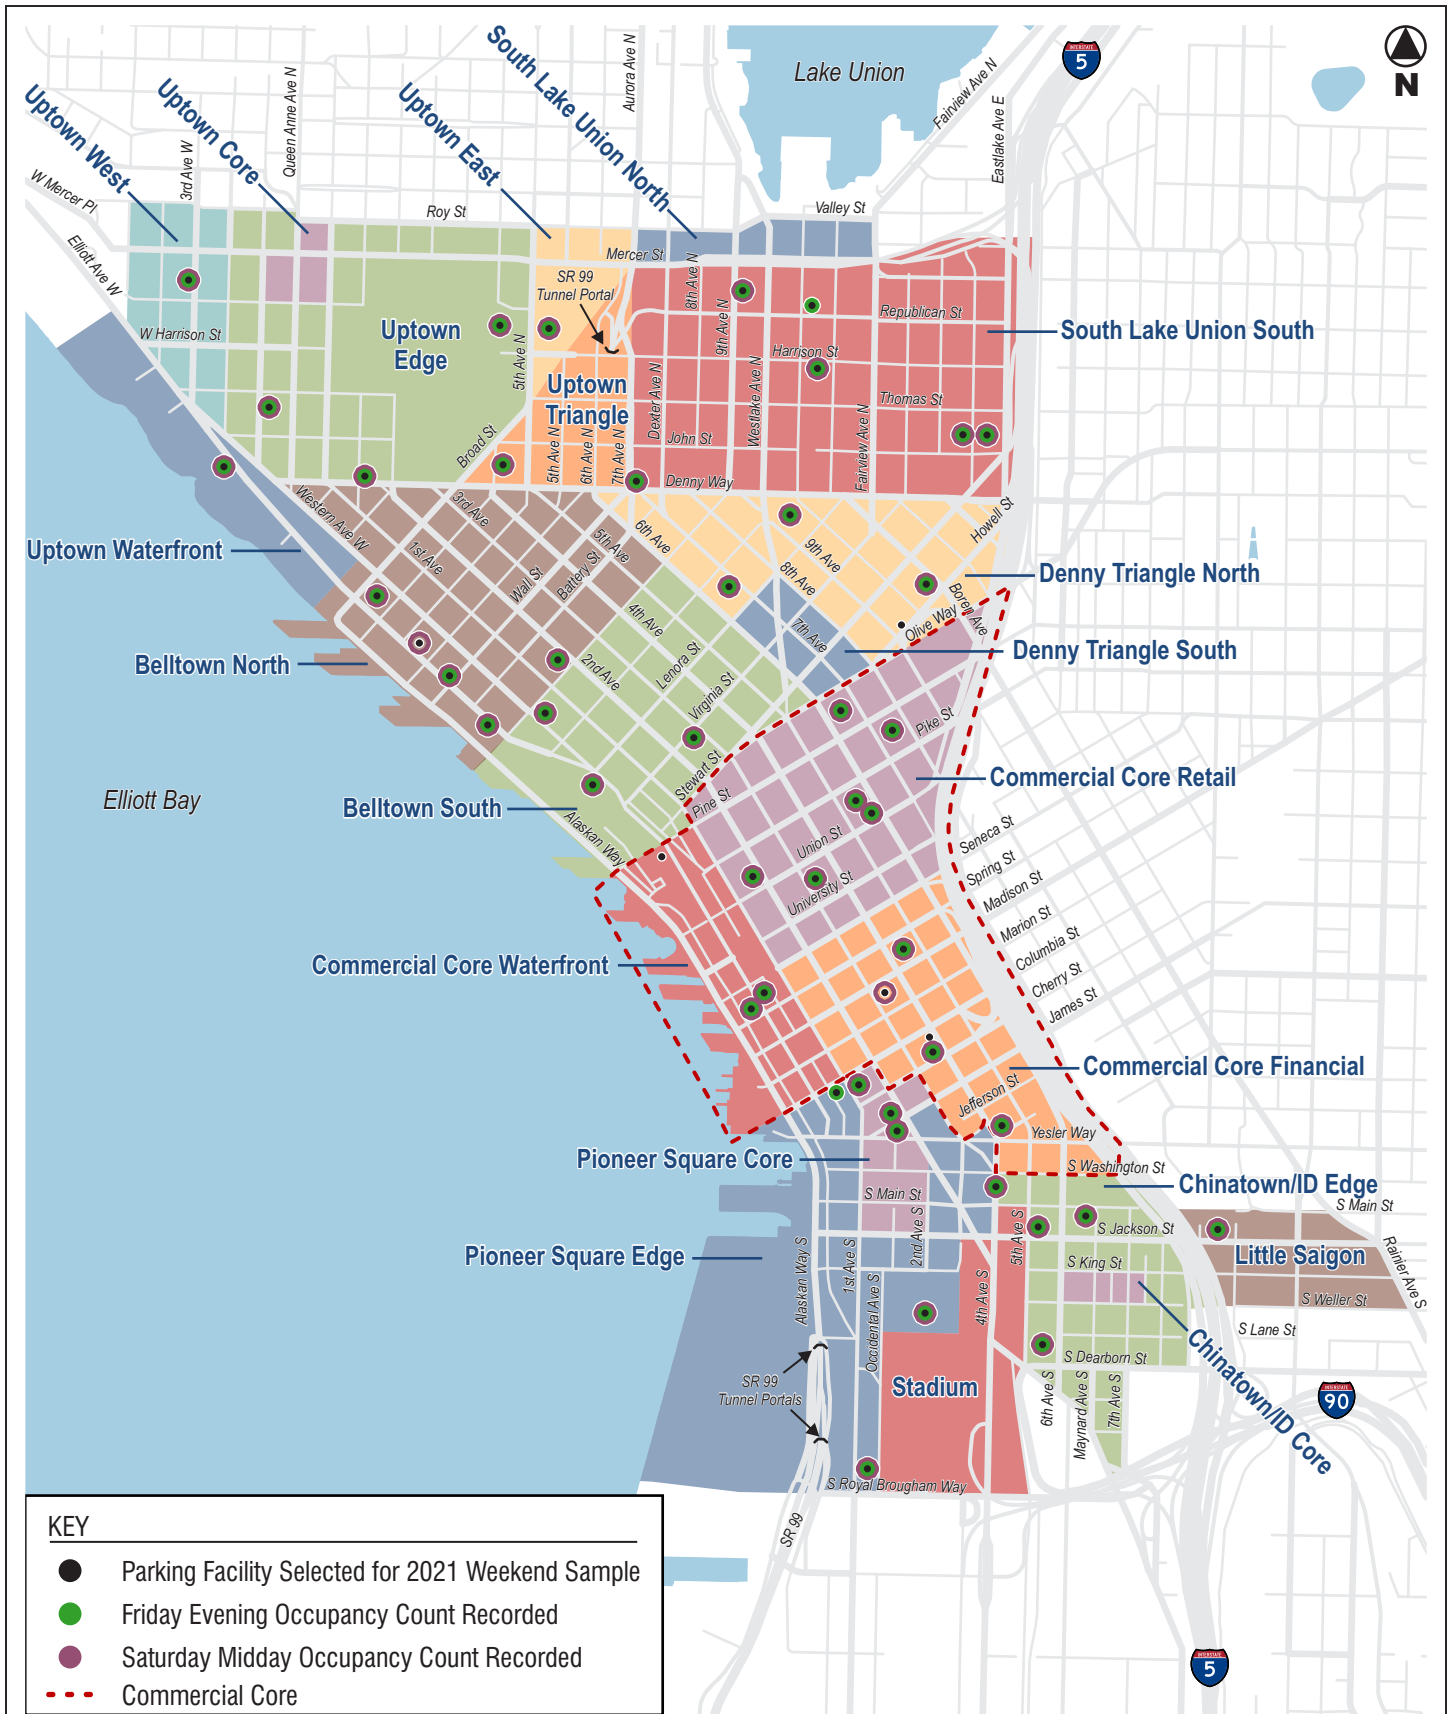 Lake Union
INTERSTATE
5
N
Fairview Ave N
Eastlake Ave E
Aurora Ave N
South Lake Union North
Uptown East
Queen Anne Ave N
Uptown Core
3rd Ave W
Uptown West
W Mercer Pl
Elliott Ave W
Roy St
Valley St
Mercer St
SR 99
Tunnel Portal
8th Ave N
9th Ave N
Republican St
South Lake Union South
W Harrison St
Uptown
Edge
5th Ave N
Harrison St
Uptown
Triangle
Dexter Ave N
Westlake Ave N
Thomas St
Fairview Ave N
John St
Broad St
5th Ave N
6th Ave N
7th Ave N
Denny Way
Western Ave W
3rd Ave
6th Ave
5th Ave
9th Ave
Howell St
Uptown Waterfront
1st Ave
Wall St
Battery St
8th Ave
Denny Triangle North
Boren Ave
4th Ave
7th Ave
Olive Way
Denny Triangle South
Belltown North
2nd Ave
Lenora St
Virginia St
Pike St
Stewart St
Commercial Core Retail
Elliott Bay
Belltown South
Pine St
Alaskan Way
Union St
Seneca St
University St
Spring St
Madison St
Marion St
Columbia St
Commercial Core Waterfront
Cherry St
James St
Commercial Core Financial
Jefferson St
Yesler Way
Pioneer Square Core
S Washington St
Chinatown/ID Edge
S Main St
S Main St
2nd Ave S
5th Ave S
S Jackson St
Pioneer Square Edge
Alaskan Way S
1st Ave S
S King St
Little Saigon
Rainier Ave S
Occidental Ave S
4th Ave S
S Weller St
S Lane St
Chinatown/ID Core
S Dearborn St
SR 99
Tunnel Portals
Stadium
6th Ave S
Maynard Ave S
7th Ave S
INTERSTATE
90
S Royal Brougham Way
SR 99
KEY
Parking Facility Selected for 2021 Weekend Sample
Friday Evening Occupancy Count Recorded
Saturday Midday Occupancy Count Recorded
Commercial Core
INTERSTATE
5